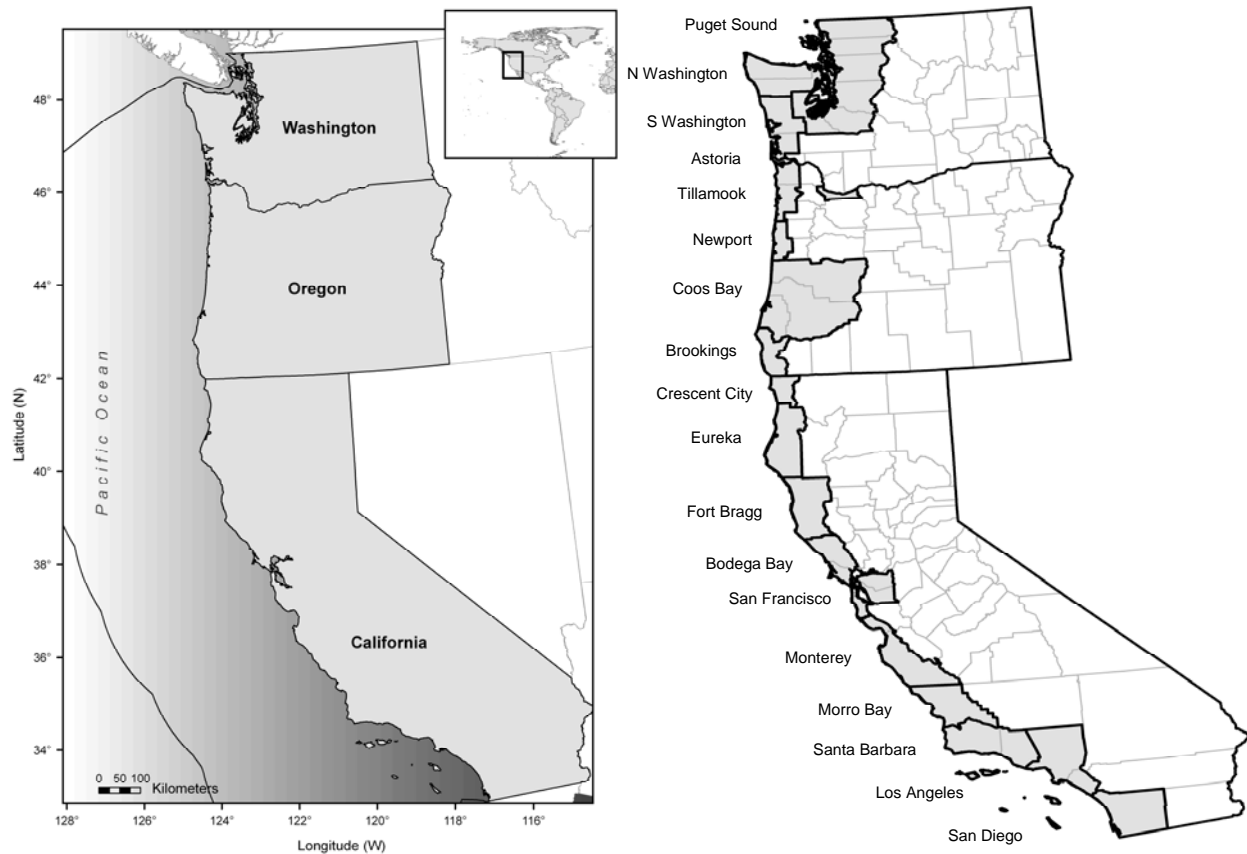 48°
46°
44°
42°
40°
38°
36°
34°
Latitude (N)
Pacific Ocean
Washington
Oregon
California
0 50 100
Kilometers
128° 126° 124° 122° 120° 118° 116°
Longitude (W)
Puget Sound
N Washington
S Washington
Astoria
Tillamook
Newport
Coos Bay
Brookings
Crescent City
Eureka
Fort Bragg
Bodega Bay
San Francisco
Monterey
Morro Bay
Santa Barbara
Los Angeles
San Diego